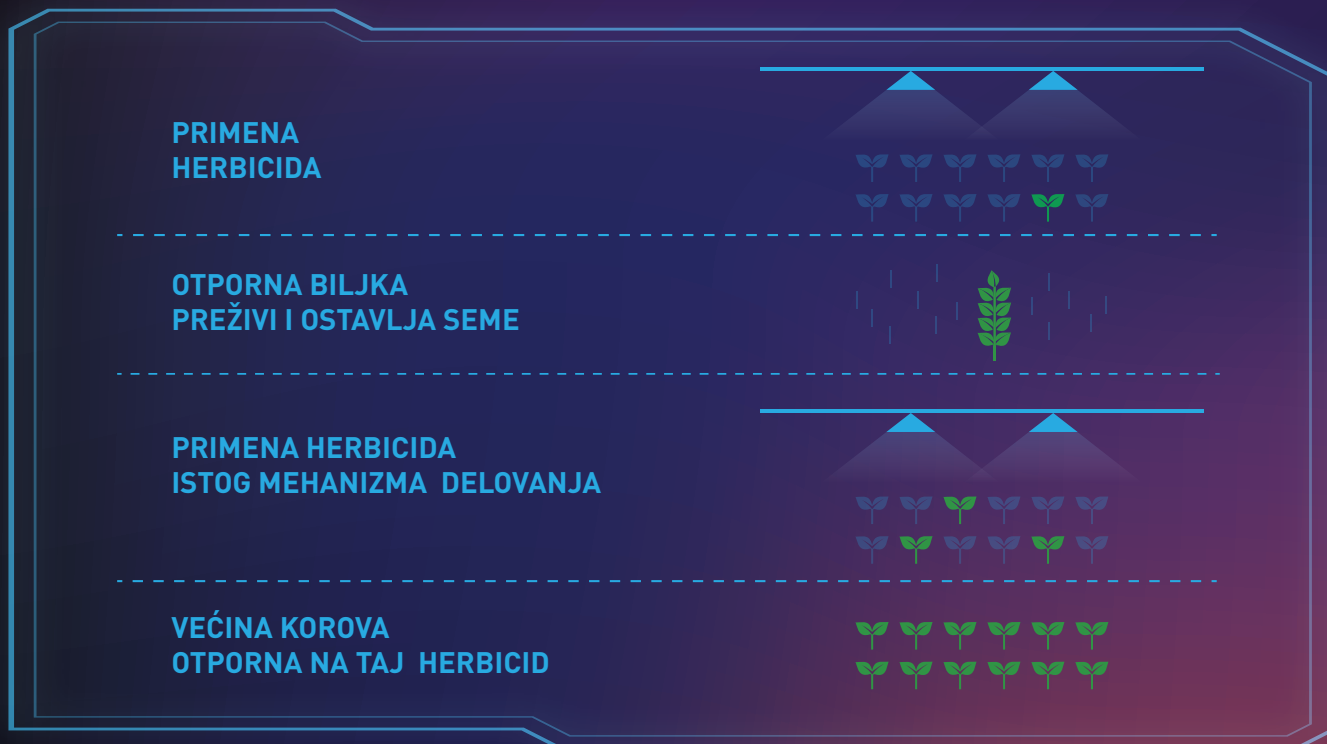 PRIMENA
HERBICIDA
OTPORNA BILJKA
PREŽIVI I OSTAVLJA SEME
PRIMENA HERBICIDA
ISTOG MEHANIZMA DELOVANJA
VEĆINA KOROVA
OTPORNA NA TAJ HERBICID